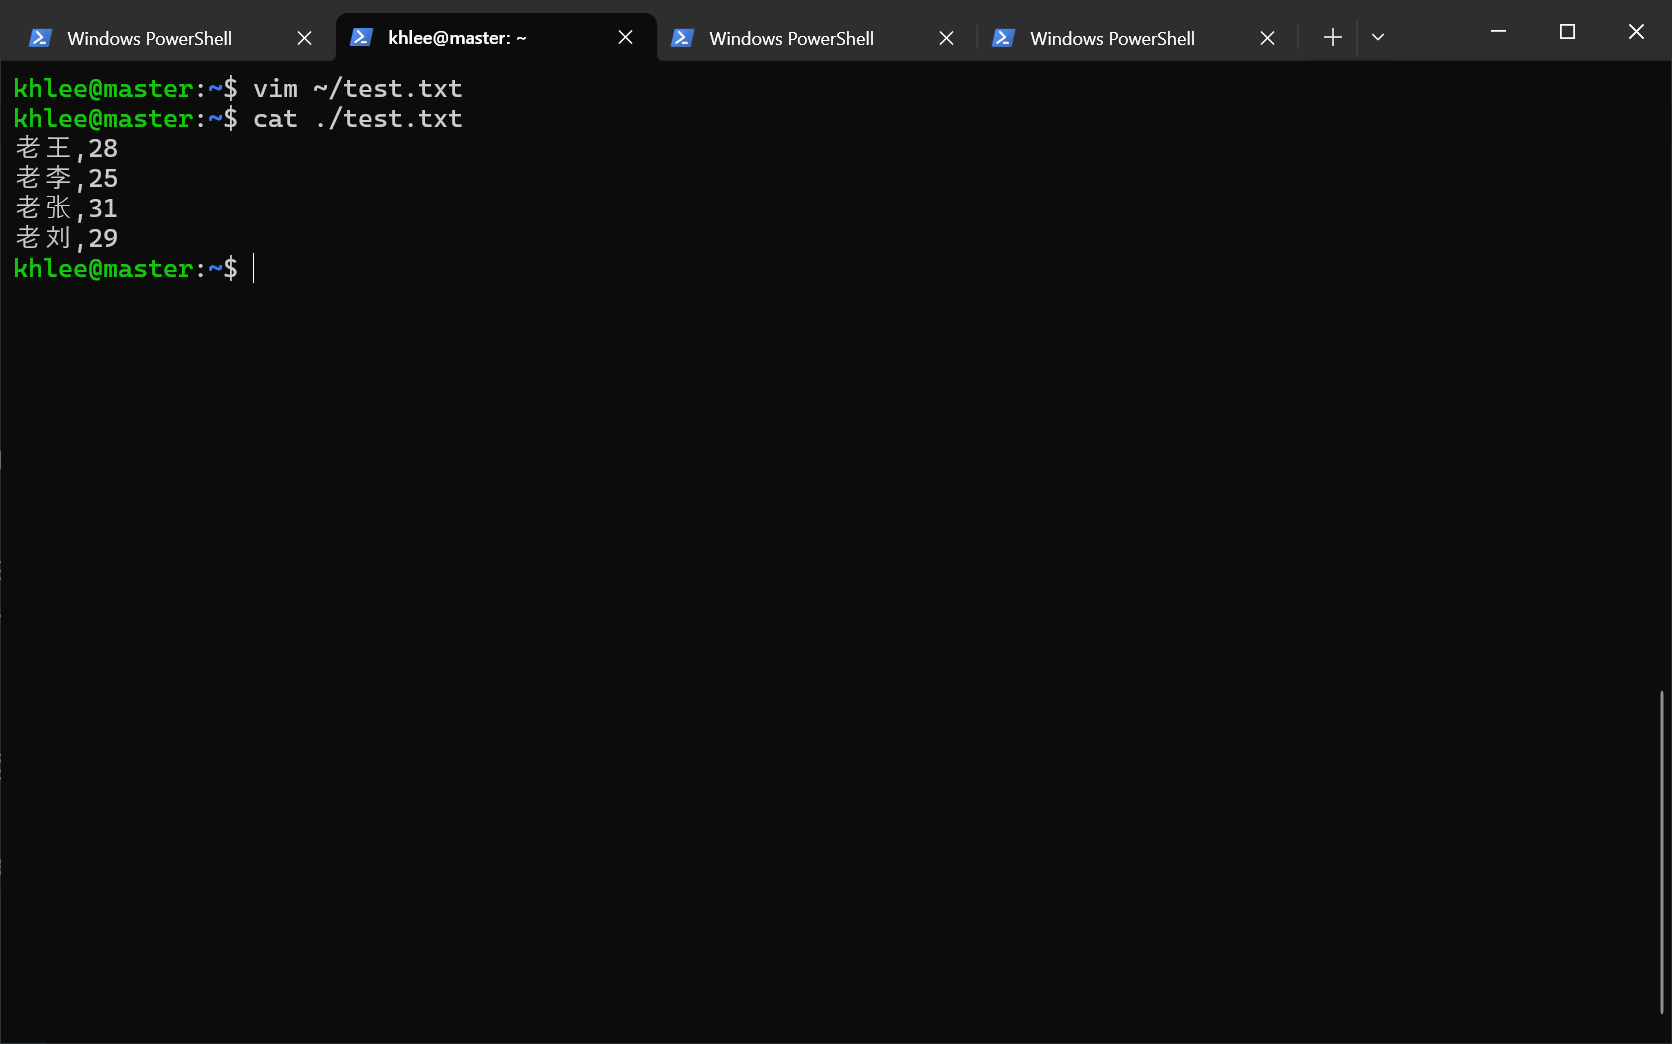 Windows PowerShell
khlee@master: ~
Windows PowerShell
Windows PowerShell
khlee@master:~$ vim ~/test.txt
khlee@master:~$ cat ./test.txt
老王,28
老李,25
老张,31
老刘,29
khlee@master:~$